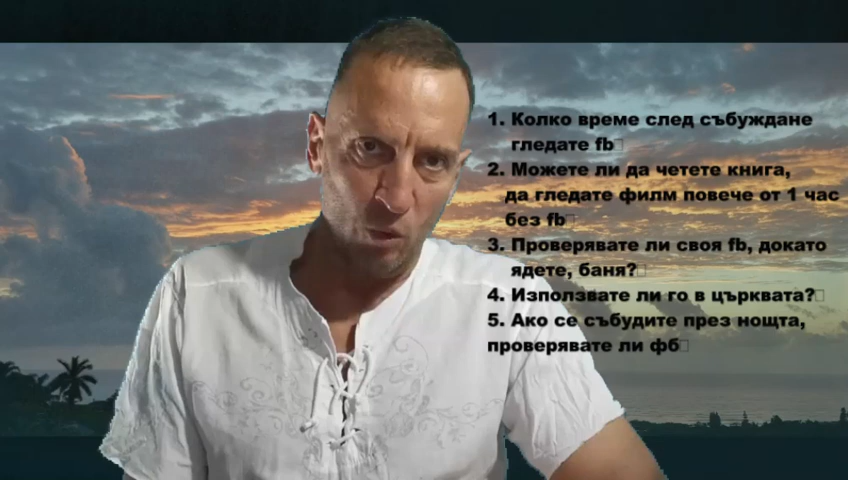 1. Колко време след събуждане
гледате fb
2. Можете ли да четете книга,
да гледате филм повече от 1 час
без fb
3. Проверявате ли своя fb, докато
ядете, баня?
4. Използвате ли го в църквата?
5. Ако се събудите през нощта,
проверявате ли фб